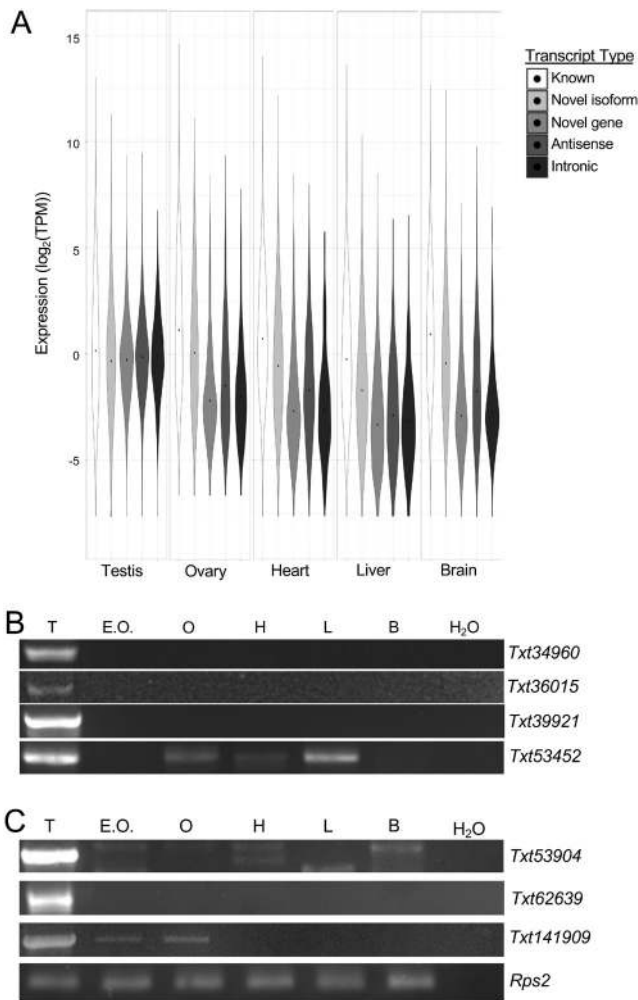 A
15
10
5
0
-5
Expression (log₂(TPM))
Testis Ovary Heart Liver Brain
Transcript Type
Known
Novel isoform
Novel gene
Antisense
Intronic
B
T E.O. O H L B H₂O
Txt34960
Txt36015
Txt39921
Txt53452
C
T E.O. O H L B H₂O
Txt53904
Txt62639
Txt141909
Rps2